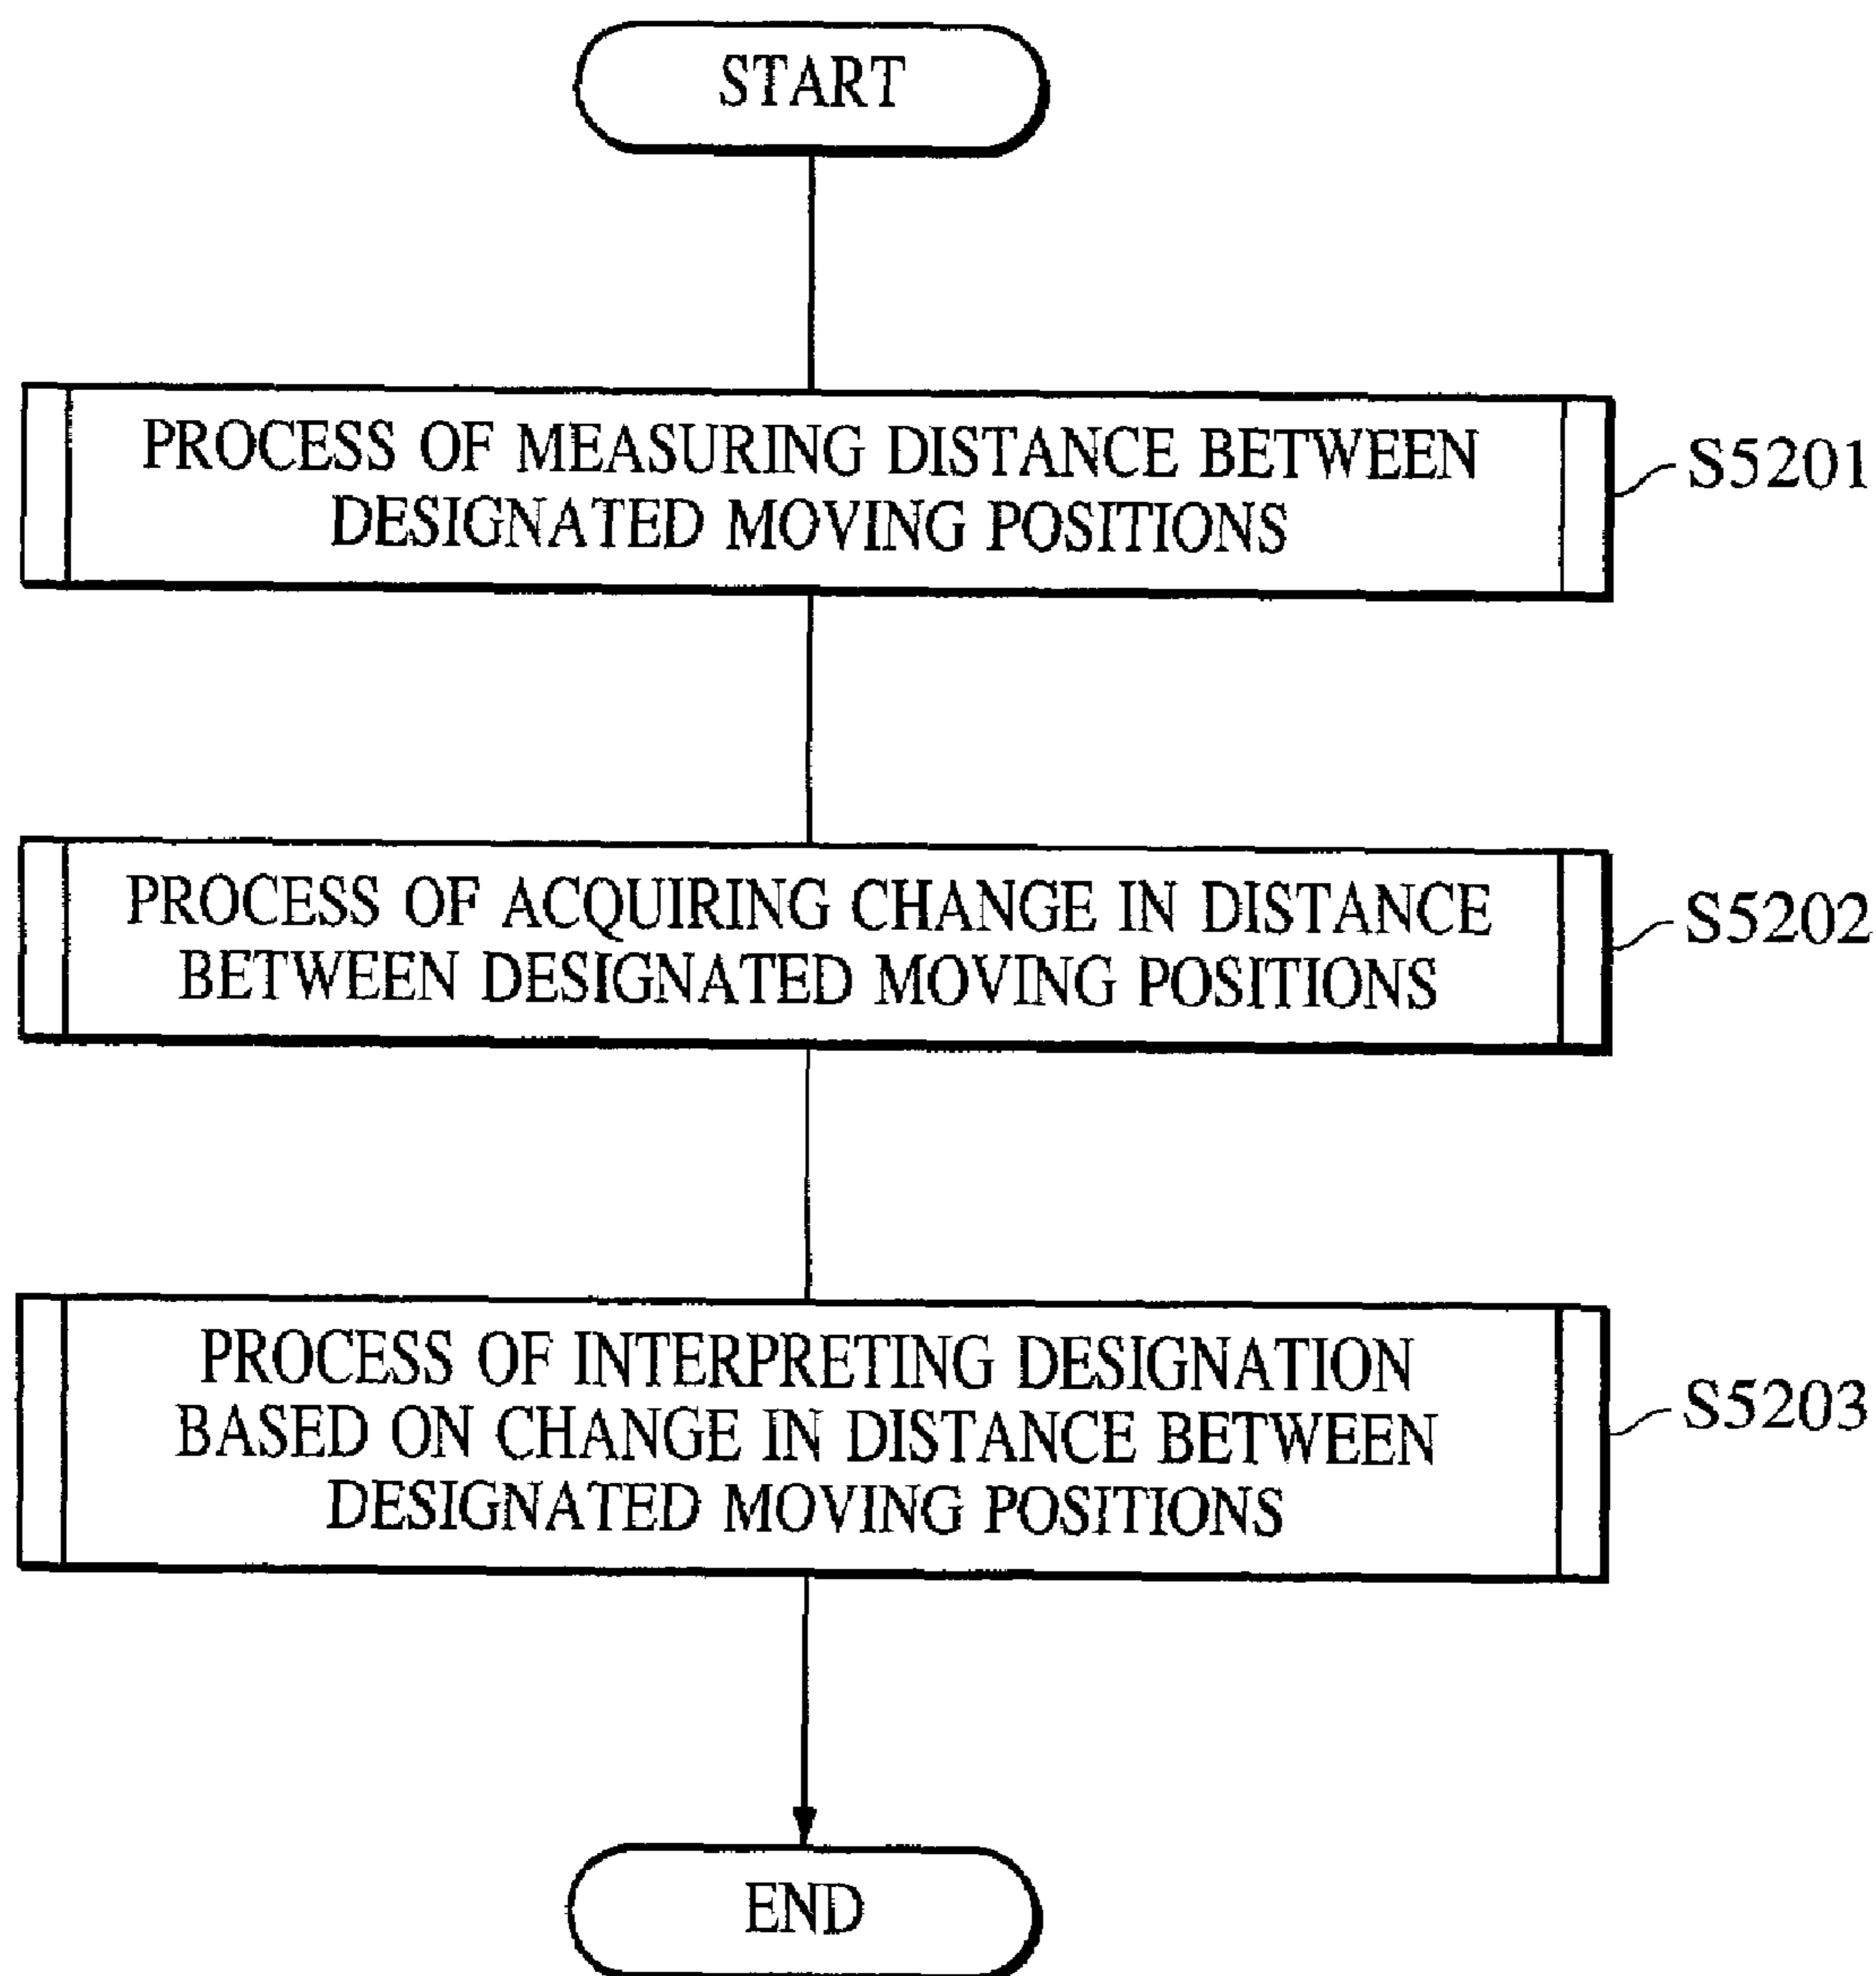 START
PROCESS OF MEASURING DISTANCE BETWEEN
DESIGNATED MOVING POSITIONS
S5201
PROCESS OF ACQUIRING CHANGE IN DISTANCE
BETWEEN DESIGNATED MOVING POSITIONS
S5202
PROCESS OF INTERPRETING DESIGNATION
BASED ON CHANGE IN DISTANCE BETWEEN
DESIGNATED MOVING POSITIONS
S5203
END